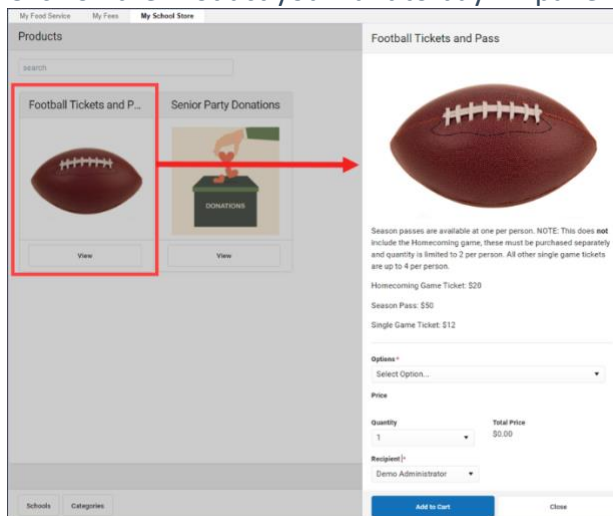 My Food Service My Fees My School Store
Products
search
Football Tickets and P...
View
Senior Party Donations
DONATIONS
View
Schools Categories
Football Tickets and Pass
Season passes are available at one per person. NOTE: This does not
include the Homecoming game, these must be purchased separately
and quantity is limited to 2 per person. All other single game tickets
are up to 4 per person.
Homecoming Game Ticket: $20
Season Pass: $50
Single Game Ticket: $12
Options *
Select Option...
Price
Quantity Total Price
1 $0.00
Recipient *
Demo Administrator
Add to Cart Close